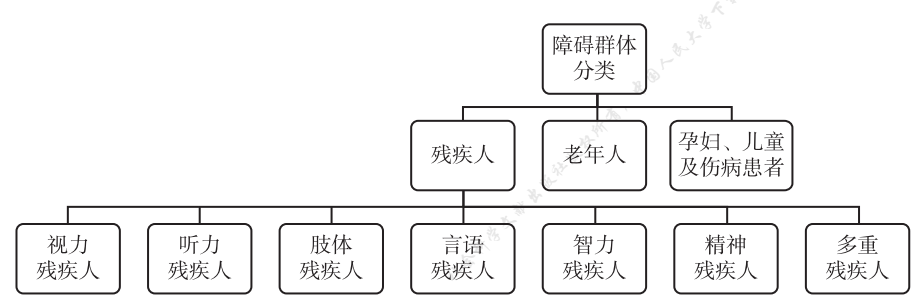 障碍群体
分类
残疾人
老年人
孕妇、儿童
及伤病患者
视力
残疾人
听力
残疾人
肢体
残疾人
言语
残疾人
智力
残疾人
精神
残疾人
多重
残疾人